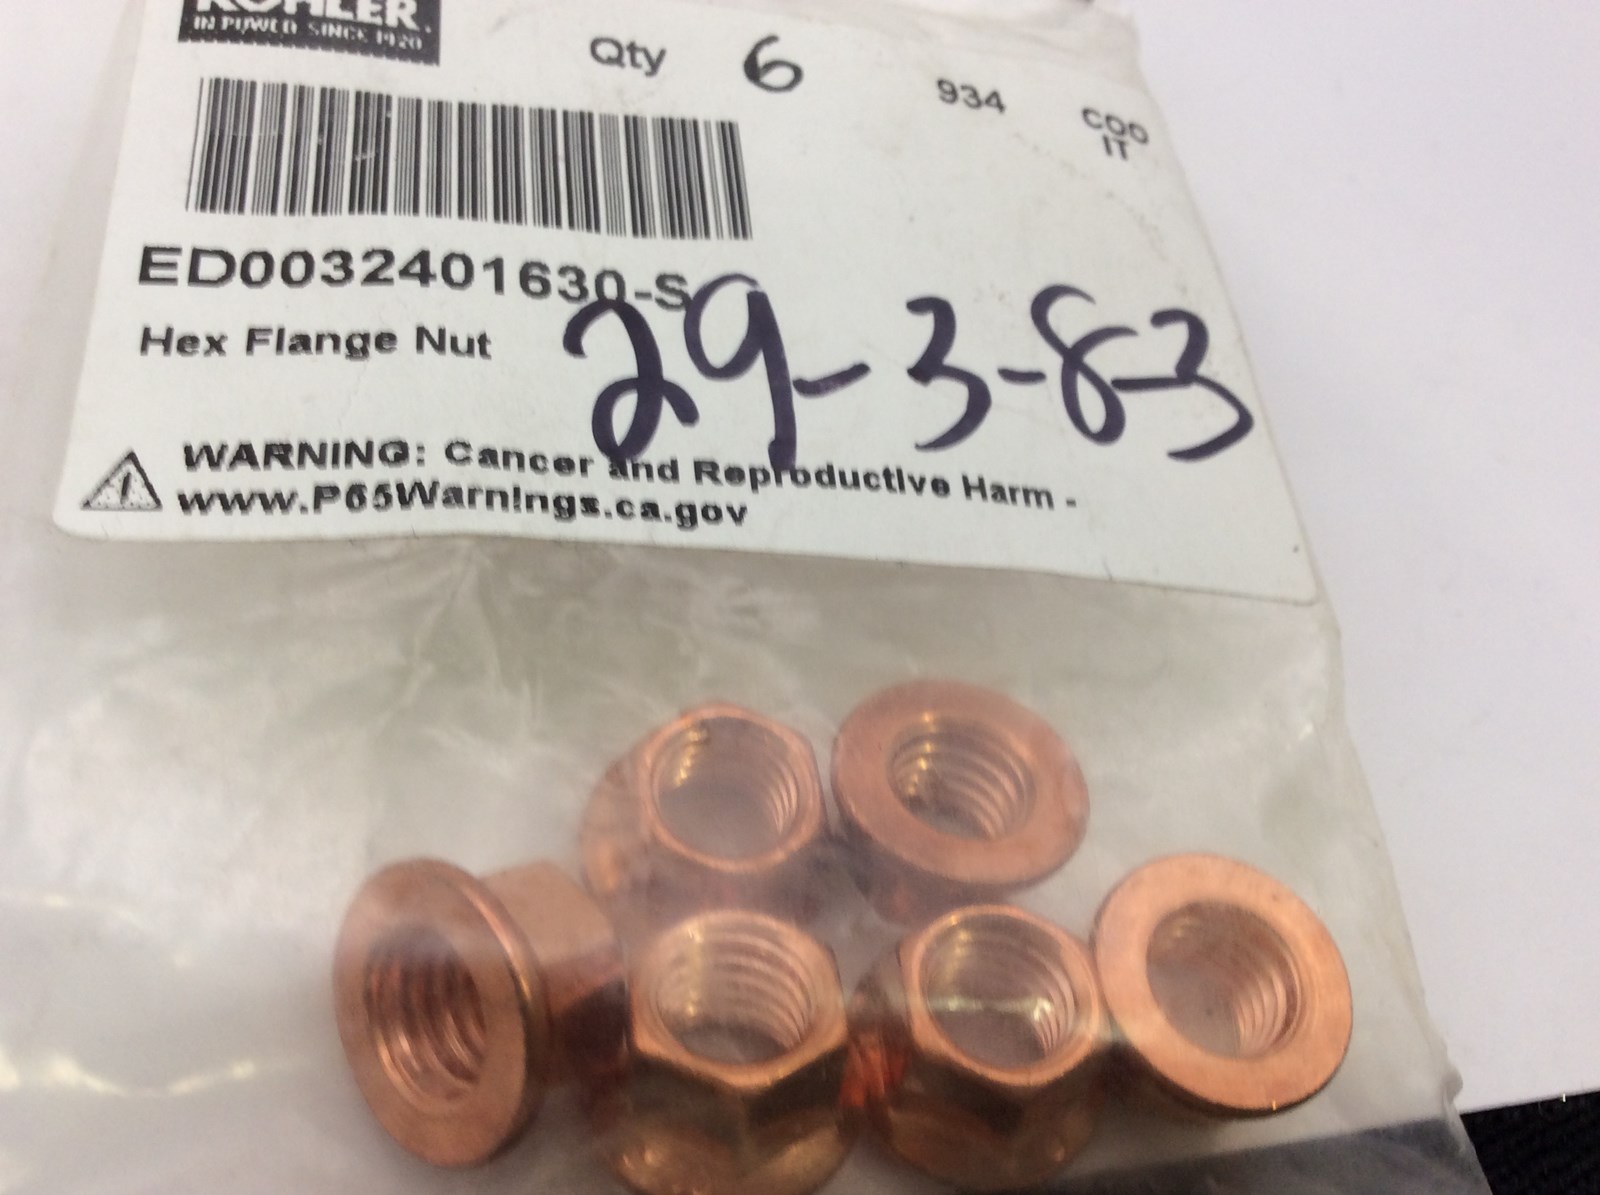 KOHLER.
IN POWER SINCE 1920
Qty 6 934 COO
IT
ED0032401630-S
Hex Flange Nut
29-3-83
WARNING: Cancer and Reproductive Harm -
www.P65Warnings.ca.gov